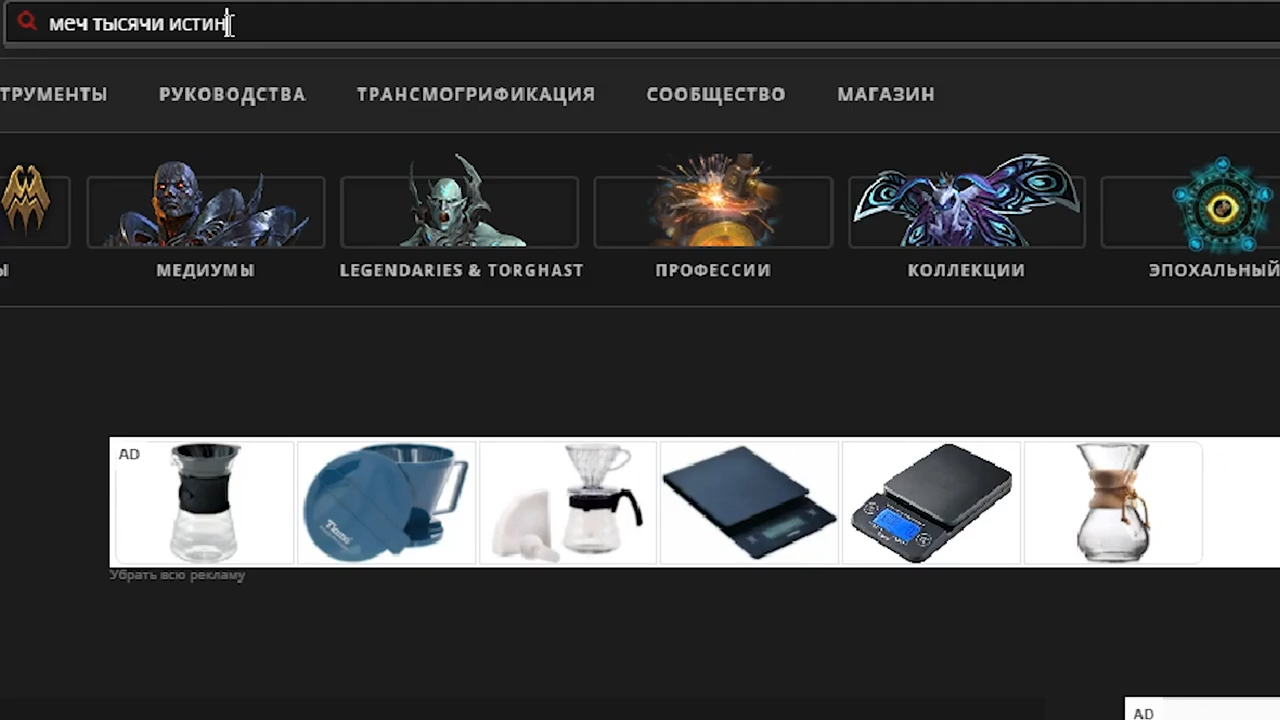 меч тысячи истин
ТРУМЕНТЫ РУКОВОДСТВА ТРАНСМОГРИФИКАЦИЯ СООБЩЕСТВО МАГАЗИН
Ы МЕДИУМЫ LEGENDARIES & TORGHAST ПРОФЕССИИ КОЛЛЕКЦИИ ЭПОХАЛЬНЫЙ
AD
Убрать всю рекламу
AD